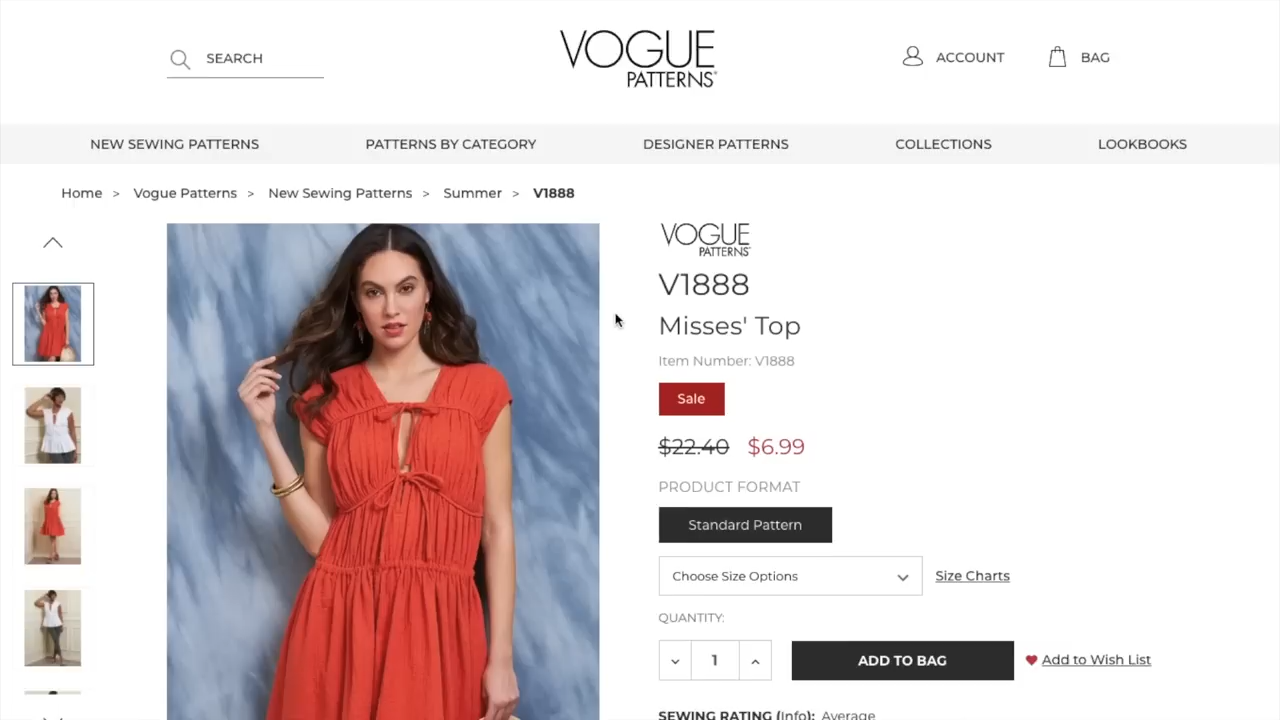 SEARCH
VOGUE
PATTERNS
ACCOUNT
BAG
NEW SEWING PATTERNS
PATTERNS BY CATEGORY
DESIGNER PATTERNS
COLLECTIONS
LOOKBOOKS
Home > Vogue Patterns > New Sewing Patterns > Summer > V1888
VOGUE
PATTERNS
V1888
Misses' Top
Item Number: V1888
Sale
$22.40 $6.99
PRODUCT FORMAT
Standard Pattern
Choose Size Options
Size Charts
QUANTITY:
1
ADD TO BAG
Add to Wish List
SEWING RATING (Info): Average